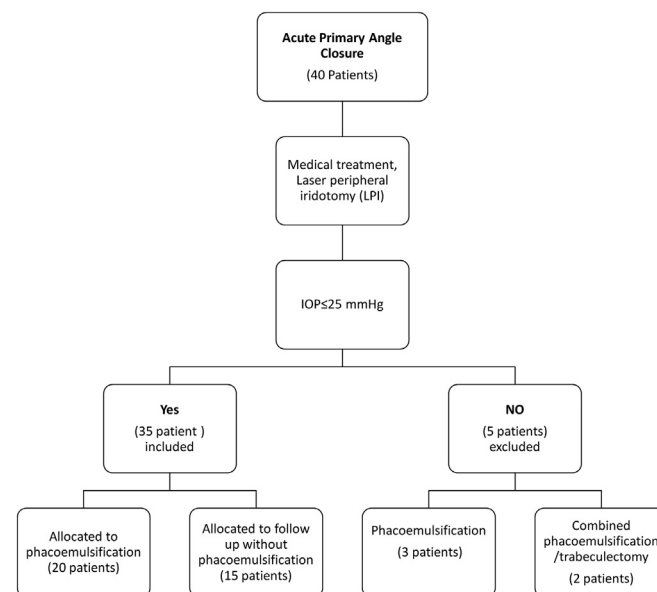 Acute Primary Angle
Closure
(40 Patients)
Medical treatment,
Laser peripheral
iridotomy (LPI)
IOP≤25 mmHg
Yes
(35 patient )
included
NO
(5 patients)
excluded
Allocated to
phacoemulsification
(20 patients)
Allocated to follow
up without
phacoemulsification
(15 patients)
Phacoemulsification
(3 patients)
Combined
phacoemulsification
/trabeculectomy
(2 patients)